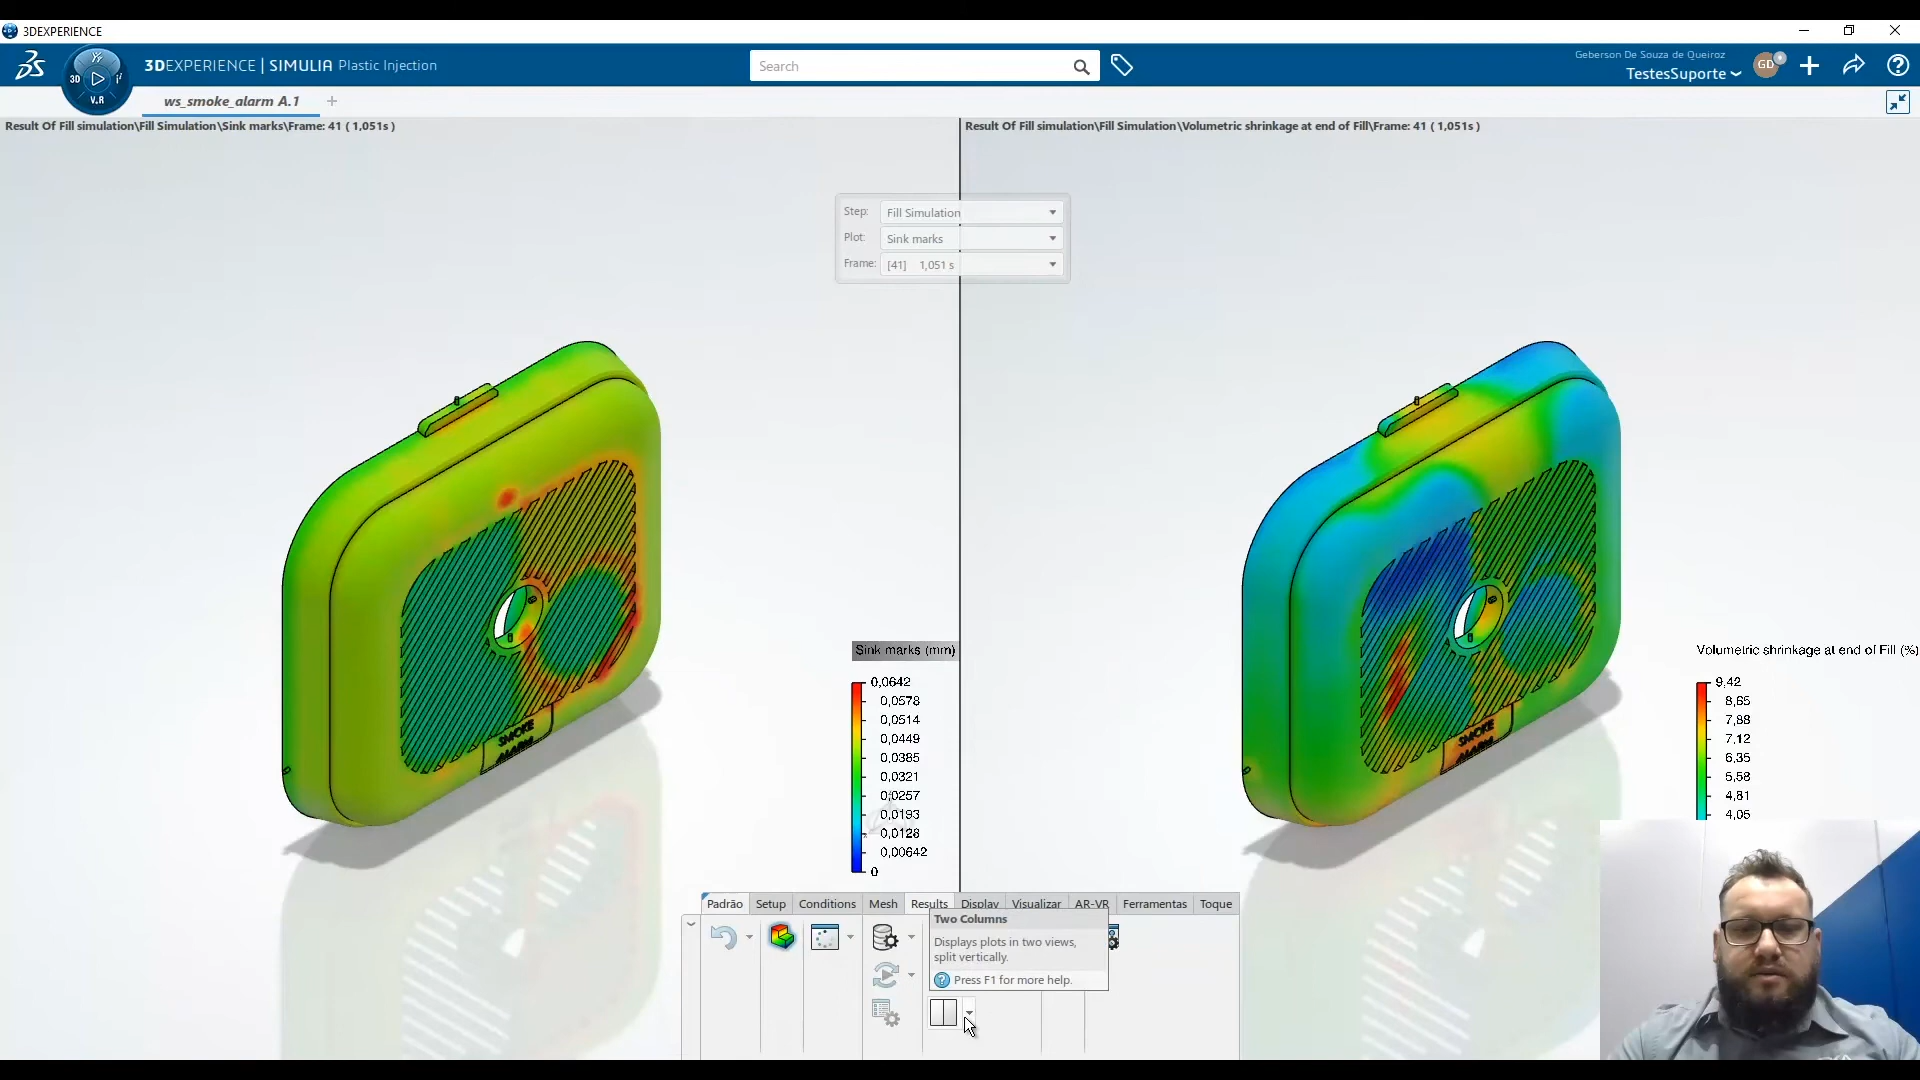 3DEXPERIENCE
3DEXPERIENCE | SIMULIA Plastic Injection
3D
V.R
Search
Geberson De Souza de Queiroz
TestesSuporte
GD
ws_smoke_alarm A.1
Result Of Fill simulation\Fill Simulation\Sink marks\Frame: 41 ( 1,051s )
Result Of Fill simulation\Fill Simulation\Volumetric shrinkage at end of Fill\Frame: 41 ( 1,051s )
Step: Fill Simulation
Plot: Sink marks
Frame: [41] 1,051 s
SMOKE
ALARM
SMOKE
ALARM
Sink marks (mm)
0,0642
0,0578
0,0514
0,0449
0,0385
0,0321
0,0257
0,0193
0,0128
0,00642
0
Volumetric shrinkage at end of Fill (%)
9,42
8,65
7,88
7,12
6,35
5,58
4,81
4,05
Padrão Setup Conditions Mesh Results Display Visualizar AR-VR Ferramentas Toque
Two Columns
Displays plots in two views,
split vertically.
Press F1 for more help.